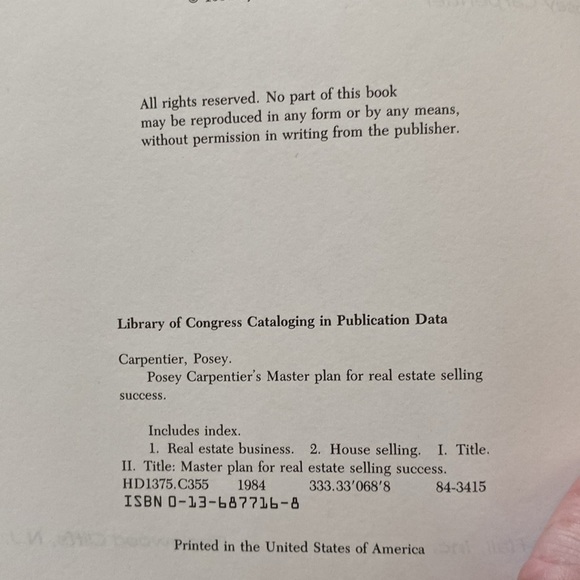 All rights reserved. No part of this book
may be reproduced in any form or by any means,
without permission in writing from the publisher.
Library of Congress Cataloging in Publication Data
Carpentier, Posey.
Posey Carpentier's Master plan for real estate selling
success.
Includes index.
1. Real estate business. 2. House selling. I. Title.
II. Title: Master plan for real estate selling success.
HD1375.C355 1984 333.33'068'8 84-3415
ISBN 0-13-687716-8
Printed in the United States of America